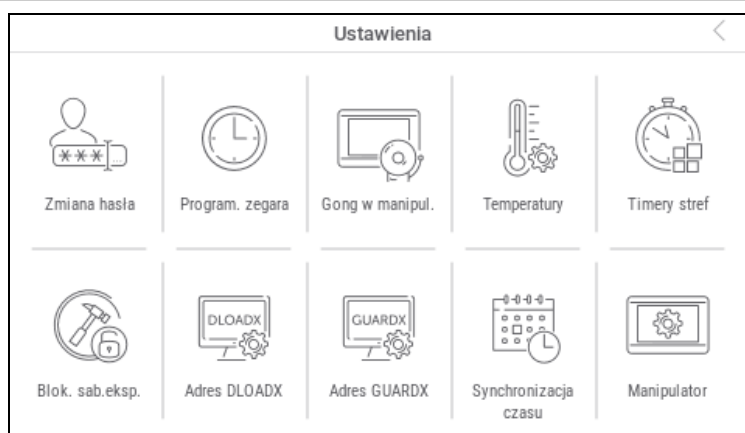 Ustawienia
***
Zmiana hasła
Program. zegara
Gong w manipul.
Temperatury
Timery stref
DLOADX
GUARDX
Blok. sab.eksp.
Adres DLOADX
Adres GUARDX
Synchronizacja
czasu
Manipulator